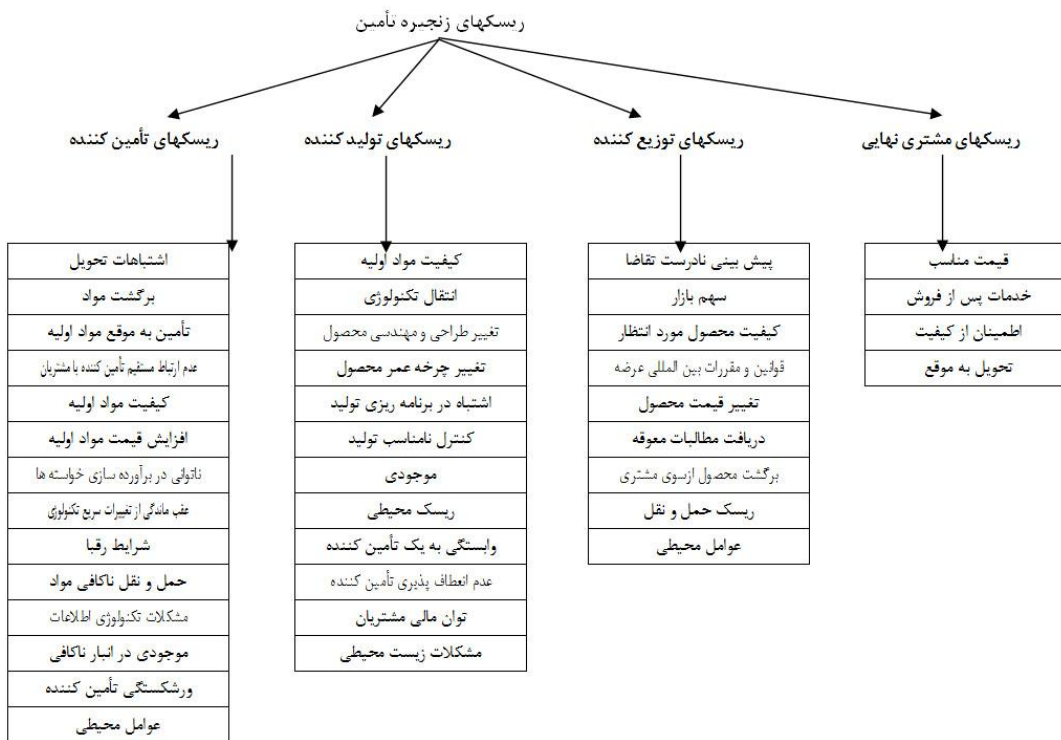 ریسکهای زنجیره تأمین
ریسکهای مشتری نهایی
قیمت مناسب
خدمات پس از فروش
اطمینان از کیفیت
تحویل به موقع
ریسکهای توزیع کننده
پیش بینی نادرست تقاضا
سهم بازار
کیفیت محصول مورد انتظار
قوانین و مقررات بین المللی عرضه
تغییر قیمت محصول
دریافت مطالبات معوقه
برگشت محصول ازسوی مشتری
ریسک حمل و نقل
عوامل محیطی
ریسکهای تولید کننده
کیفیت مواد اولیه
انتقال تکنولوژی
تغییر طراحی و مهندسی محصول
تغییر چرخه عمر محصول
اشتباه در برنامه ریزی تولید
کنترل نامناسب تولید
موجودی
ریسک محیطی
وابستگی به یک تأمین کننده
عدم انعطاف پذیری تأمین کننده
توان مالی مشتریان
مشکلات زیست محیطی
ریسکهای تأمین کننده
اشتباهات تحویل
برگشت مواد
تأمین به موقع مواد اولیه
عدم ارتباط مستقیم تأمین کننده با مشتریان
کیفیت مواد اولیه
افزایش قیمت مواد اولیه
ناتوانی در برآورده سازی خواسته ها
عقب ماندگی از تغییرات سریع تکنولوژی
شرایط رقبا
حمل و نقل ناکافی مواد
مشکلات تکنولوژی اطلاعات
موجودی در انبار ناکافی
ورشکستگی تأمین کننده
عوامل محیطی